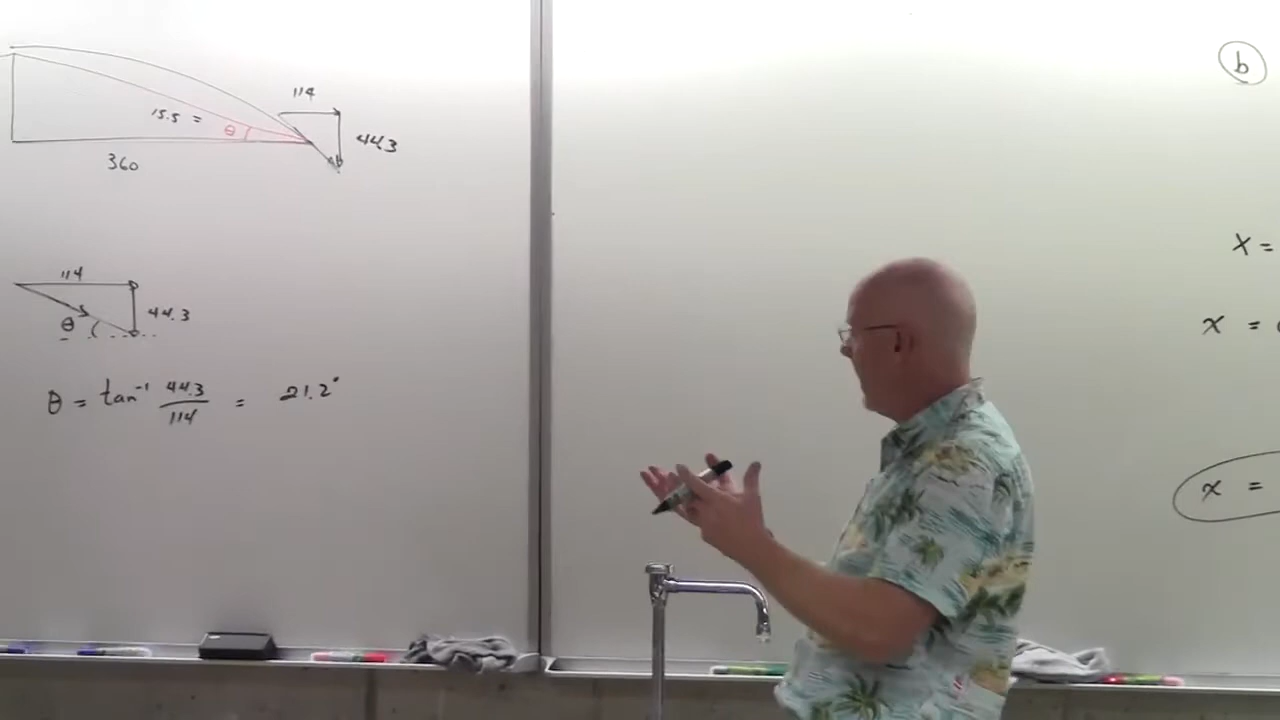 114
15.5 =
θ
44.3
360
114
44.3
θ
θ = tan⁻¹ 44.3/114 = 21.2°
b
x =
x =
x =